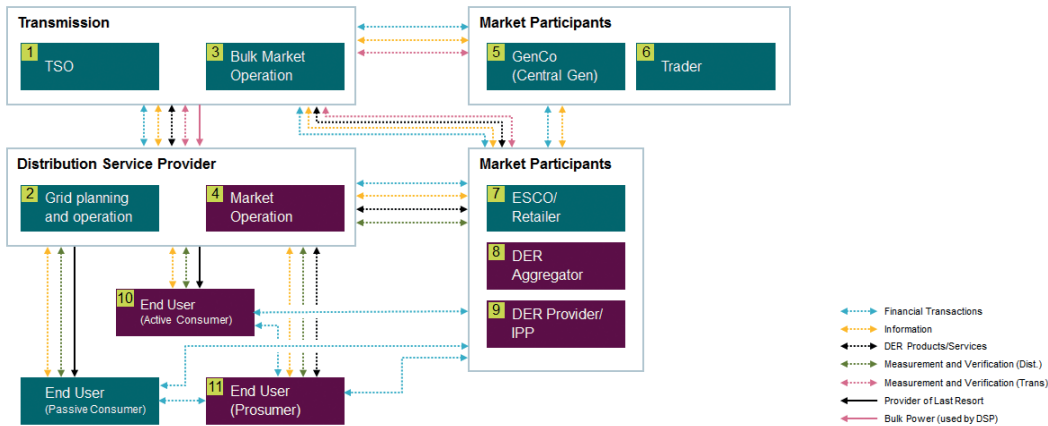 Transmission
1
TSO
3
Bulk Market
Operation
Market Participants
5
GenCo
(Central Gen)
6
Trader
Distribution Service Provider
2
Grid planning
and operation
4
Market
Operation
Market Participants
7
ESCO/
Retailer
8
DER
Aggregator
9
DER Provider/
IPP
10
End User
(Active Consumer)
End User
(Passive Consumer)
11
End User
(Prosumer)
Financial Transactions
Information
DER Products/Services
Measurement and Verification (Dist.)
Measurement and Verification (Trans)
Provider of Last Resort
Bulk Power (used by DSP)